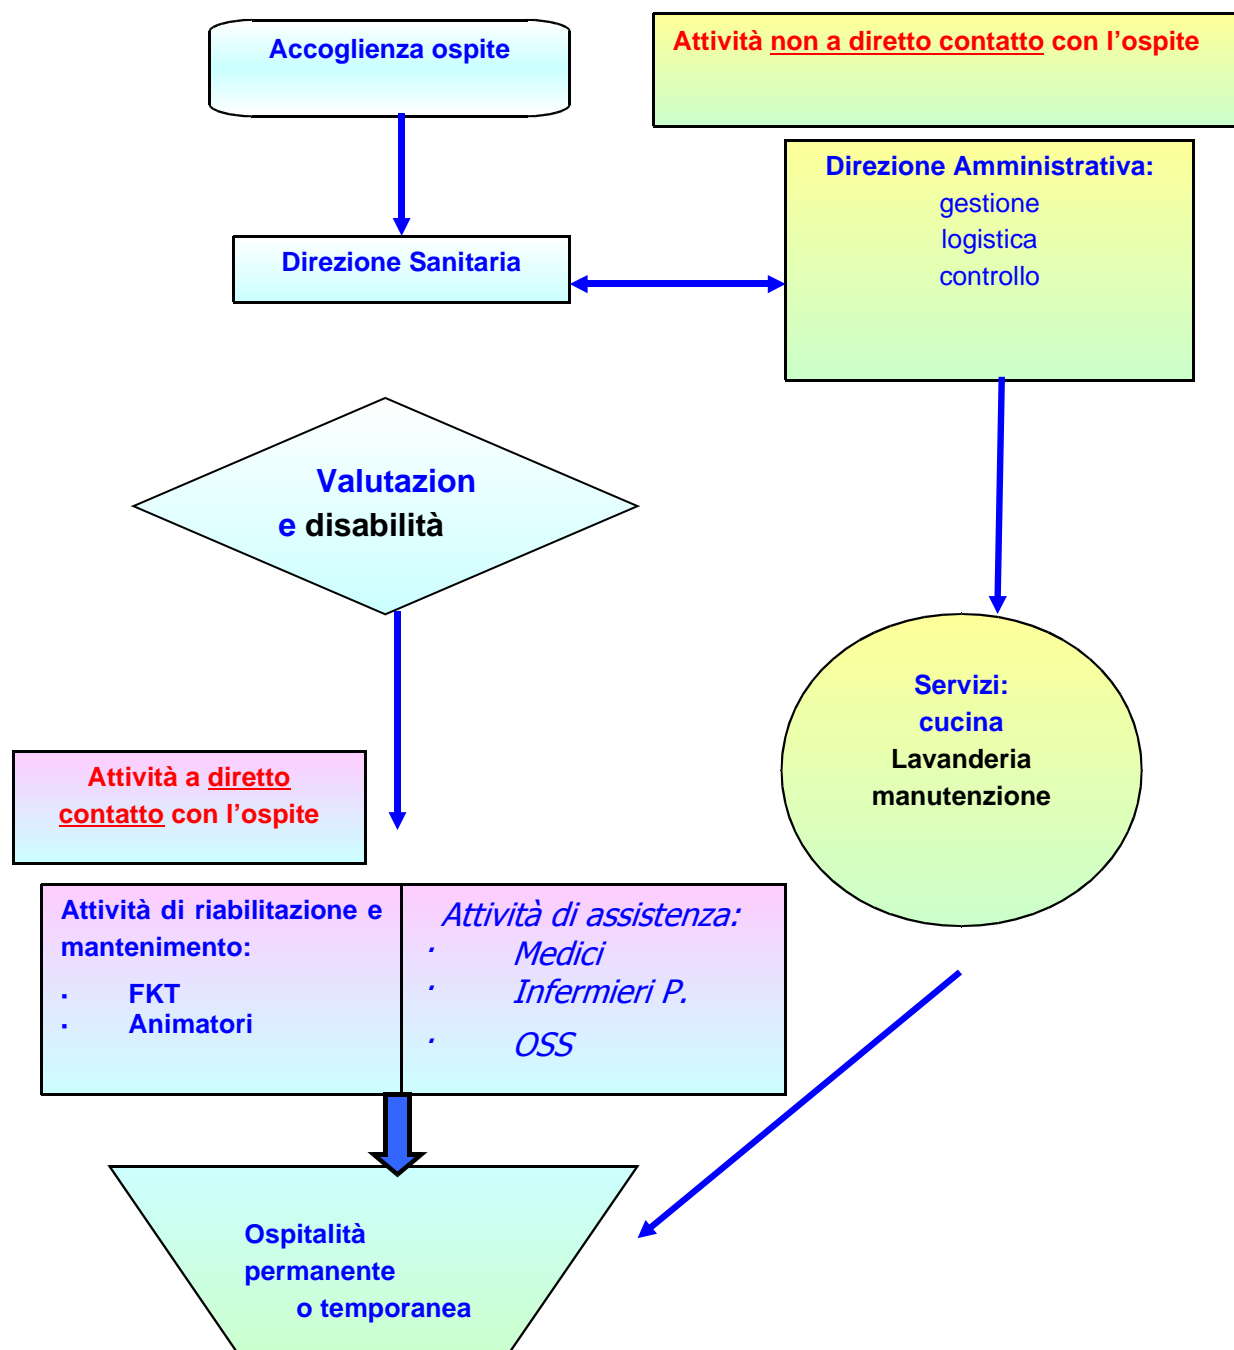 Accoglienza ospite
Attività non a diretto contatto con l'ospite
Direzione Amministrativa:
gestione
logistica
controllo
Direzione Sanitaria
Valutazion
e disabilità
Servizi:
cucina
Lavanderia
manutenzione
Attività a diretto
contatto con l'ospite
Attività di riabilitazione e
mantenimento:
· FKT
· Animatori
Attività di assistenza:
· Medici
· Infermieri P.
· OSS
Ospitalità
permanente
o temporanea